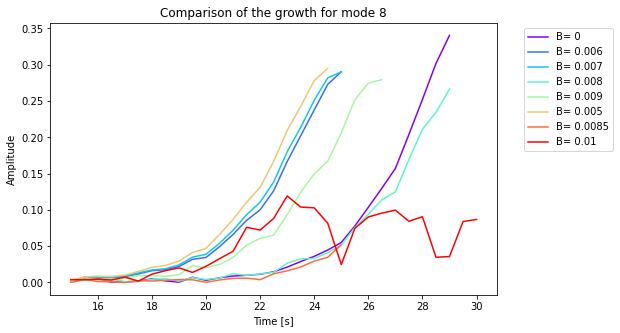 Comparison of the growth for mode 8
Amplitude
0.35
0.30
0.25
0.20
0.15
0.10
0.05
0.00
16 18 20 22 24 26 28 30
Time [s]
B= 0
B= 0.006
B= 0.007
B= 0.008
B= 0.009
B= 0.005
B= 0.0085
B= 0.01